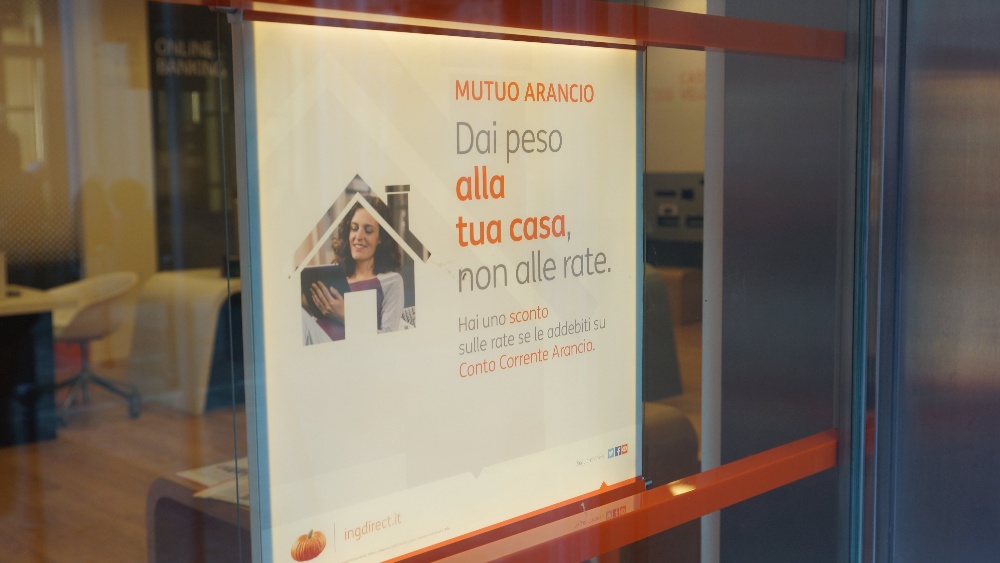 ONLINE
BANKING
MUTUO ARANCIO
Dai peso
alla
tua casa,
non alle rate.
Hai uno sconto
sulle rate se le addebiti su
Conto Corrente Arancio.
ingdirect.it